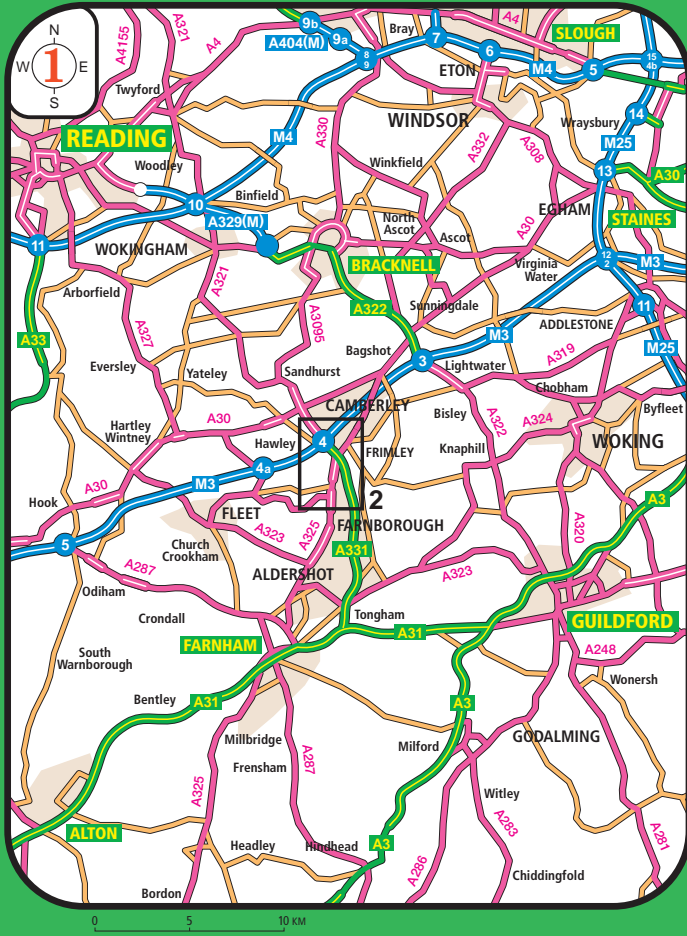 N
W 1 E
S
A4155
A321
A4
9b
9a
A404(M)
8
9
Bray
7
A4
6
SLOUGH
ETON
M4
5
15
4b
Twyford
READING
M4
A330
WINDSOR
A332
A308
Wraysbury
14
M25
Woodley
Winkfield
13
A30
10
Binfield
A329(M)
North
Ascot
Ascot
A30
EGHAM
STAINES
11
WOKINGHAM
BRACKNELL
Virginia
Water
12
2
M3
Arborfield
A321
A322
Sunningdale
11
A33
A327
A3095
M3
ADDLESTONE
M25
Eversley
Yateley
Sandhurst
Bagshot
3
Lightwater
A319
Chobham
Byfleet
Hartley
Wintney
A30
CAMBERLEY
Bisley
A322
A324
WOKING
Hawley
4
FRIMLEY
Knaphill
4a
A30
M3
2
A3
Hook
FLEET
FARNBOROUGH
A320
5
Church
Crookham
A323
A325
A331
A287
ALDERSHOT
A323
Odiham
Crondall
Tongham
GUILDFORD
FARNHAM
A31
A248
South
Warnborough
Wonersh
Bentley
A31
A3
Millbridge
Milford
GODALMING
Frensham
A287
A325
Witley
ALTON
A283
A281
Headley
Hindhead
A3
A286
Chiddingfold
Bordon
0 5 10 KM